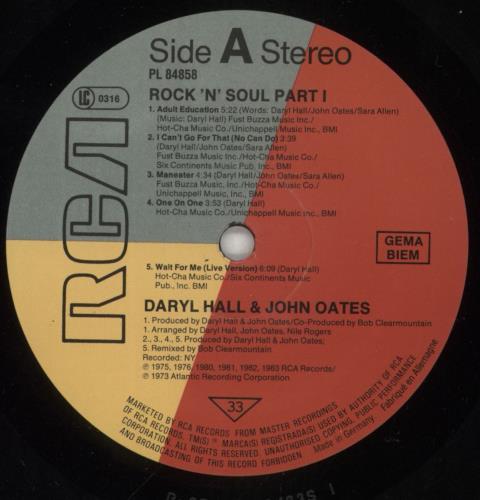 Side A Stereo
PL 84858
LC 0316
ROCK 'N' SOUL PART I
1. Adult Education 5:22 (Words: Daryl Hall/John Oates/Sara Allen)
(Music: Daryl Hall) Fust Buzza Music Inc./
Hot-Cha Music Co./Unichappell Music Inc., BMI
2. I Can't Go For That (No Can Do) 3:39
(Daryl Hall/John Oates/Sara Allen)
Fust Buzza Music Inc./Hot-Cha Music Co./
Six Continents Music Pub. Inc., BMI
3. Maneater 4:34 (Daryl Hall/John Oates/Sara Allen)
Fust Buzza Music, Inc./Hot-Cha Music Co./
Unichappell Music, Inc., BMI
4. One On One 3:53 (Daryl Hall)
Hot-Cha Music Co./Unichappell Music Inc., BMI
RCA
GEMA
BIEM
5. Wait For Me (Live Version) 6:09 (Daryl Hall)
Hot-Cha Music Co./Six Continents Music
Pub., Inc., BMI
DARYL HALL & JOHN OATES
1. Produced by Daryl Hall & John Oates/Co-Produced by Bob Clearmountain
1. Arranged by Daryl Hall, John Oates, Nile Rogers
2., 3., 4., 5. Produced by Daryl Hall & John Oates;
5. Remixed by Bob Clearmountain
Recorded: NY
℗ 1975, 1976, 1980, 1981, 1982, 1983 RCA Records/
℗ 1973 Atlantic Recording Corporation
33
MARKETED BY RCA RECORDS FROM MASTER RECORDINGS
OF RCA RECORDS. TM(S) ® MARCA(S) REGISTRADA(S) USED BY AUTHORITY OF RCA
CORPORATION. ALL RIGHTS RESERVED. UNAUTHORISED COPYING, PUBLIC PERFORMANCE
AND BROADCASTING OF THIS RECORD FORBIDDEN
Made in Germany
Fabriqué en Allemagne